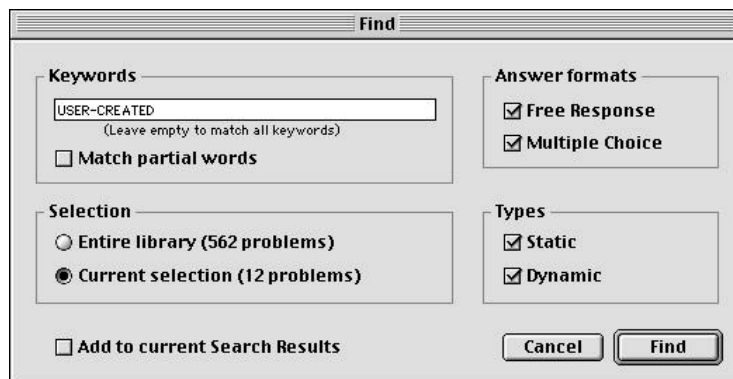 Find
Keywords
USER-CREATED
(Leave empty to match all keywords)
Match partial words
Answer formats
Free Response
Multiple Choice
Selection
Entire library (562 problems)
Current selection (12 problems)
Types
Static
Dynamic
Add to current Search Results
Cancel
Find